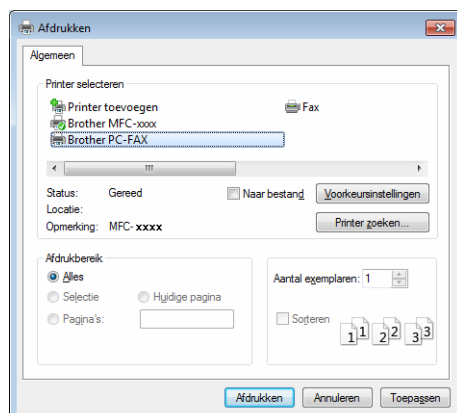 Afdrukken
Algemeen
Printer selecteren
Printer toevoegen
Fax
Brother MFC-xxxx
Brother PC-FAX
Status: Gereed
Naar bestand
Voorkeursinstellingen
Locatie:
Opmerking: MFC-xxxx
Printer zoeken...
Afdrukbereik
Alles
Selectie
Huidige pagina
Pagina's:
Aantal exemplaren: 1
Sorteren
1 1 2 2 3 3
Afdrukken
Annuleren
Toepassen